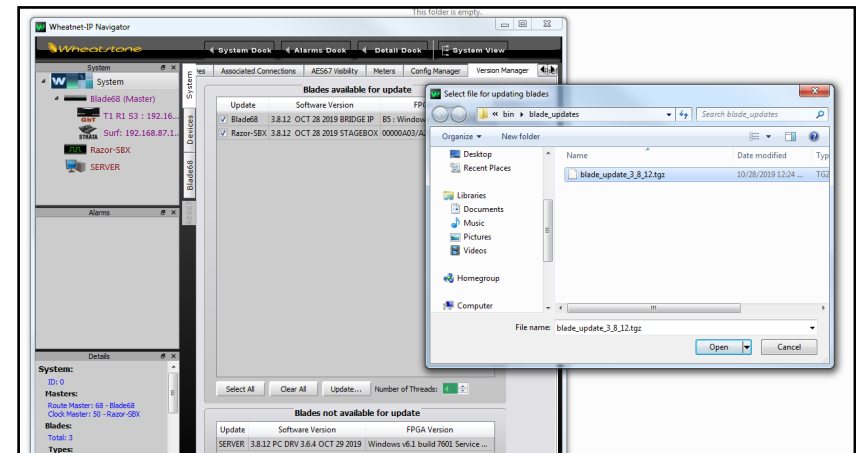 This folder is empty.
Wheatnet-IP Navigator
Wheatstone
System Dock
Alarms Dock
Detail Dock
System View
System
System
Blade68 (Master)
T1 R1 S3 : 192.16...
Surf: 192.168.87.1...
Razor-SBX
SERVER
Alarms
Details
System:
ID: 0
Masters:
Route Master: 68 - Blade68
Clock Master: 50 - Razor-SBX
Blades:
Total: 3
Types:
System
Devices
Blade68
AES67
Associated Connections
AES67 Visibility
Meters
Config Manager
Version Manager
Blades available for update
Update Software Version
Blade68 3.8.12 OCT 28 2019 BRIDGE IP B5 : Window
Razor-SBX 3.8.12 OCT 28 2019 STAGEBOX
Select All
Clear All
Update...
Number of Threads: 4
Blades not available for update
Update Software Version FPGA Version
SERVER 3.8.12 PC DRV 3.6.4 OCT 29 2019 Windows v6.1 build 7601 Service ...
Select file for updating blades
« bin blade_updates
Search blade_updates
Organize
New folder
Desktop
Recent Places
Libraries
Documents
Music
Pictures
Videos
Homegroup
Computer
Name Date modified Typ
blade_update_3_8_12.tgz 10/28/2019 12:24 ... TGZ
File name: blade_update_3_8_12.tgz
Open
Cancel